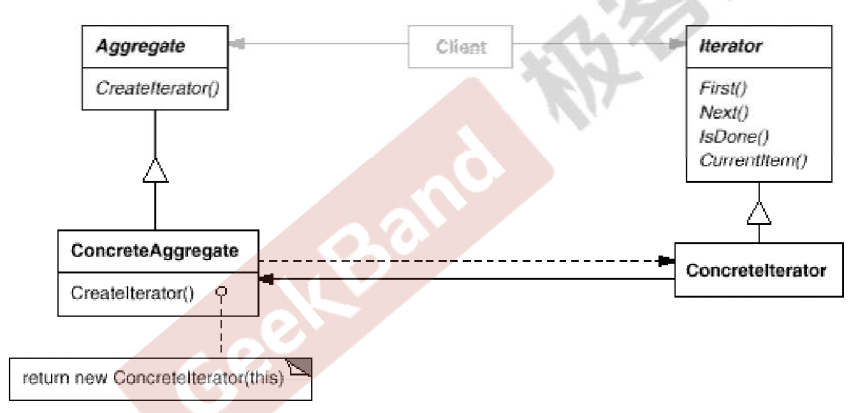 Aggregate
CreateIterator()
Client
Iterator
First()
Next()
IsDone()
CurrentItem()
ConcreteAggregate
CreateIterator()
ConcreteIterator
return new ConcreteIterator(this)
GeekBand
极客